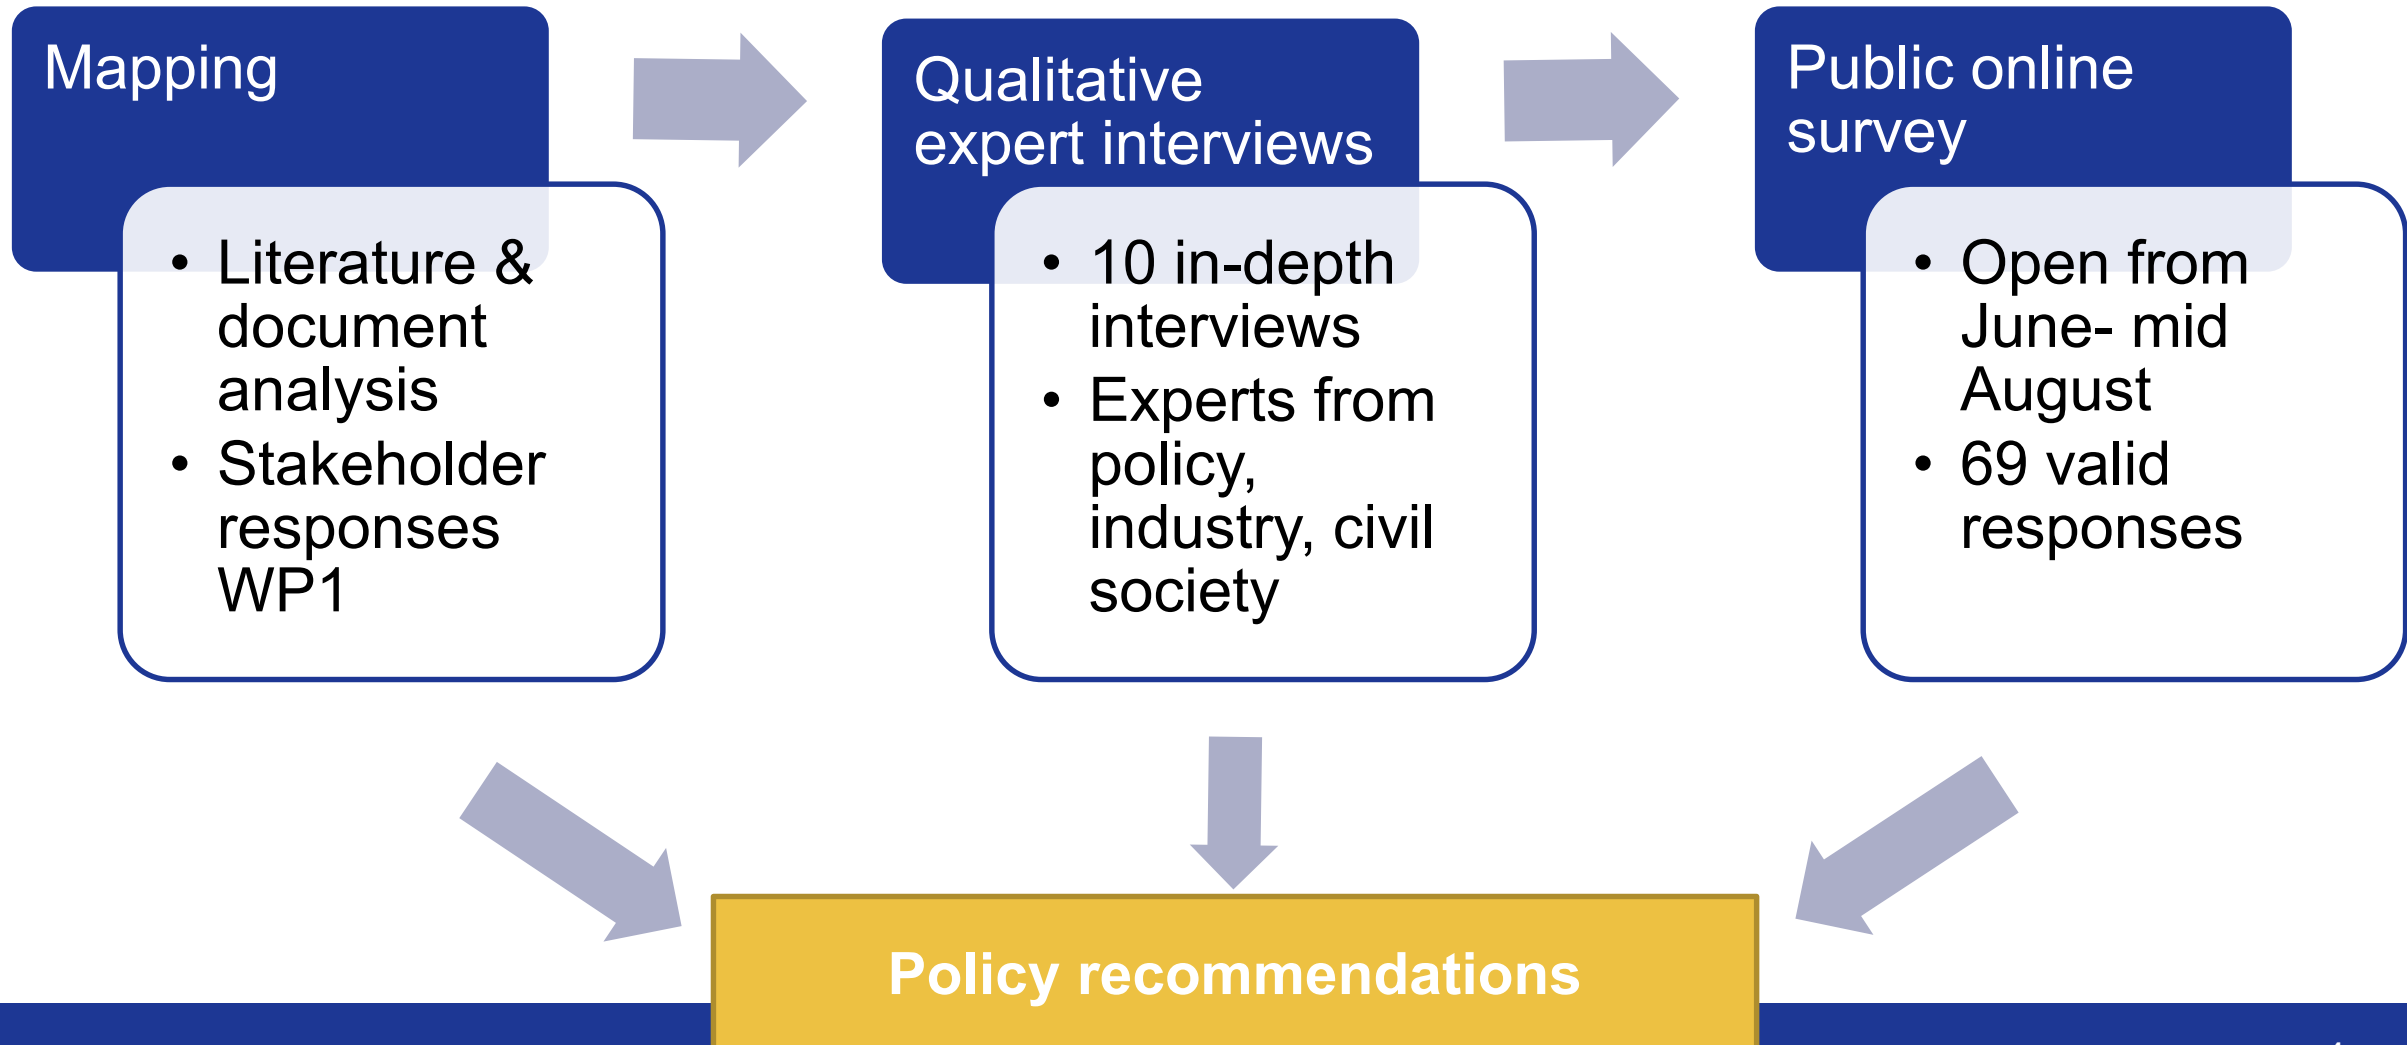 Mapping
• Literature &
document
analysis
• Stakeholder
responses
WP1
Qualitative
expert interviews
• 10 in-depth
interviews
• Experts from
policy,
industry, civil
society
Public online
survey
• Open from
June- mid
August
• 69 valid
responses
Policy recommendations